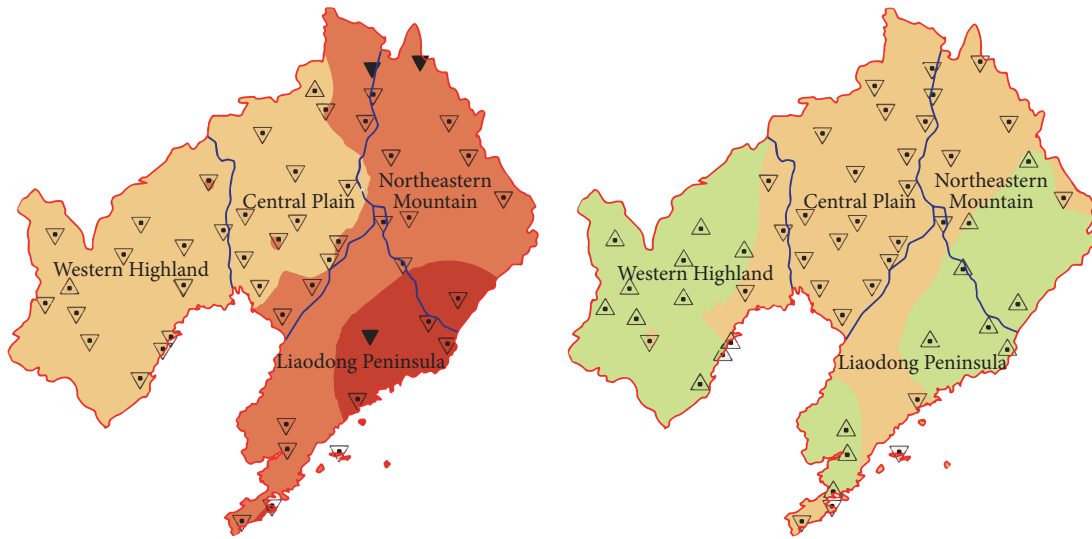 Northeastern
Mountain
Central Plain
Western Highland
Liaodong Peninsula
Northeastern
Mountain
Central Plain
Western Highland
Liaodong Peninsula